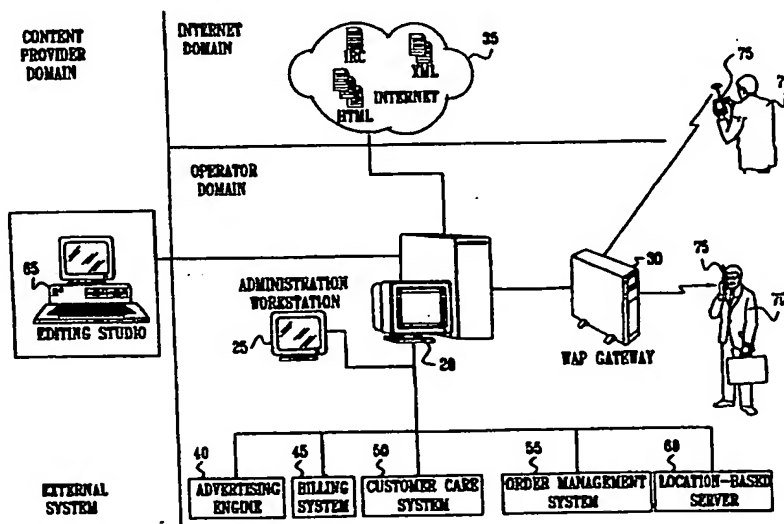 CONTENT
PROVIDER
DOMAIN
INTERNET
DOMAIN
IRC
XML
INTERNET
HTML
35
75
OPERATOR
DOMAIN
65
EDITING STUDIO
ADMINISTRATION
WORKSTATION
25
20
30
WAP GATEWAY
75
70
EXTERNAL
SYSTEM
40
ADVERTISING
ENGINE
45
BILLING
SYSTEM
50
CUSTOMER CARE
SYSTEM
55
ORDER MANAGEMENT
SYSTEM
60
LOCATION-BASED
SERVER